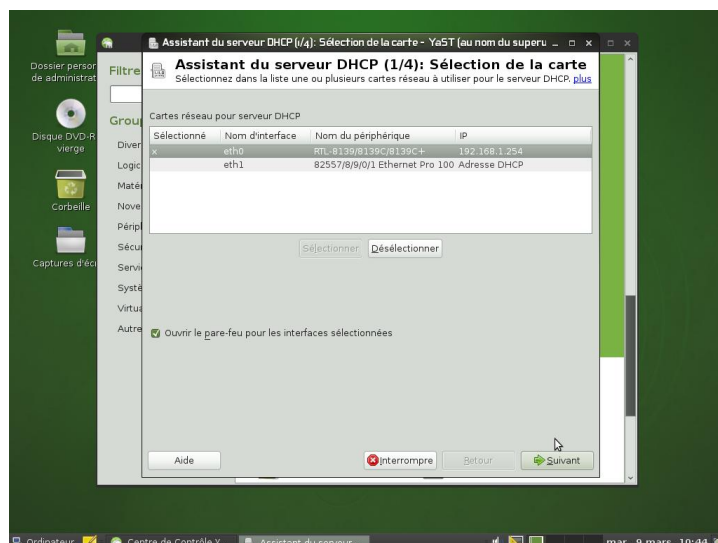 Assistant du serveur DHCP (1/4): Sélection de la carte - YaST (au nom du superu
Dossier person
de administrat
Disque DVD-R
vierge
Corbeille
Captures d'écr
Filtre
Group
Diver
Logic
Matér
Nove
Périph
Sécur
Servi
Systè
Virtua
Autre
Assistant du serveur DHCP (1/4): Sélection de la carte
Sélectionnez dans la liste une ou plusieurs cartes réseau à utiliser pour le serveur DHCP. plus
Cartes réseau pour serveur DHCP
Sélectionné Nom d'interface Nom du périphérique IP
x eth0 RTL-8139/8139C/8139C+ 192.168.1.254
eth1 82557/8/9/0/1 Ethernet Pro 100 Adresse DHCP
Sélectionner Désélectionner
Ouvrir le pare-feu pour les interfaces sélectionnées
Aide Interrompre Retour Suivant
Ordinateur Centre de Contrôle Y Assistant du serveur mar. 9 mars, 10:44